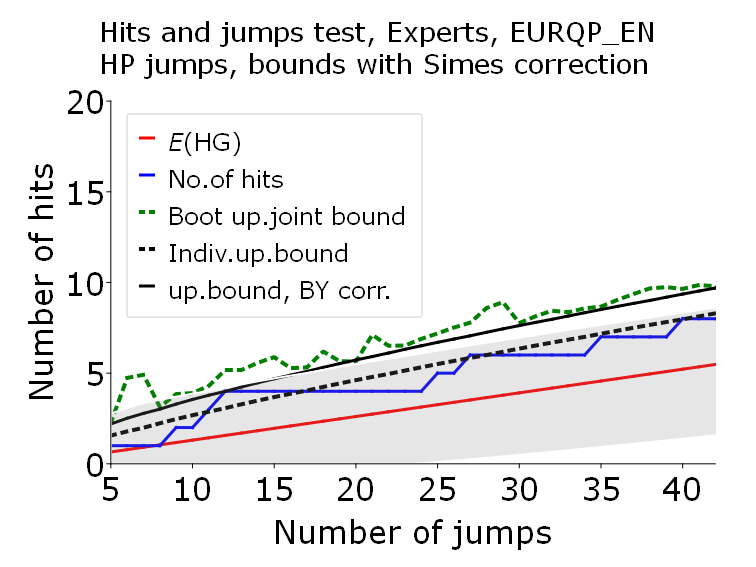 Hits and jumps test, Experts, EURQP_EN
HP jumps, bounds with Simes correction
20
15
10
5
0
Number of hits
E(HG)
No.of hits
Boot up.joint bound
Indiv.up.bound
up.bound, BY corr.
5 10 15 20 25 30 35 40
Number of jumps